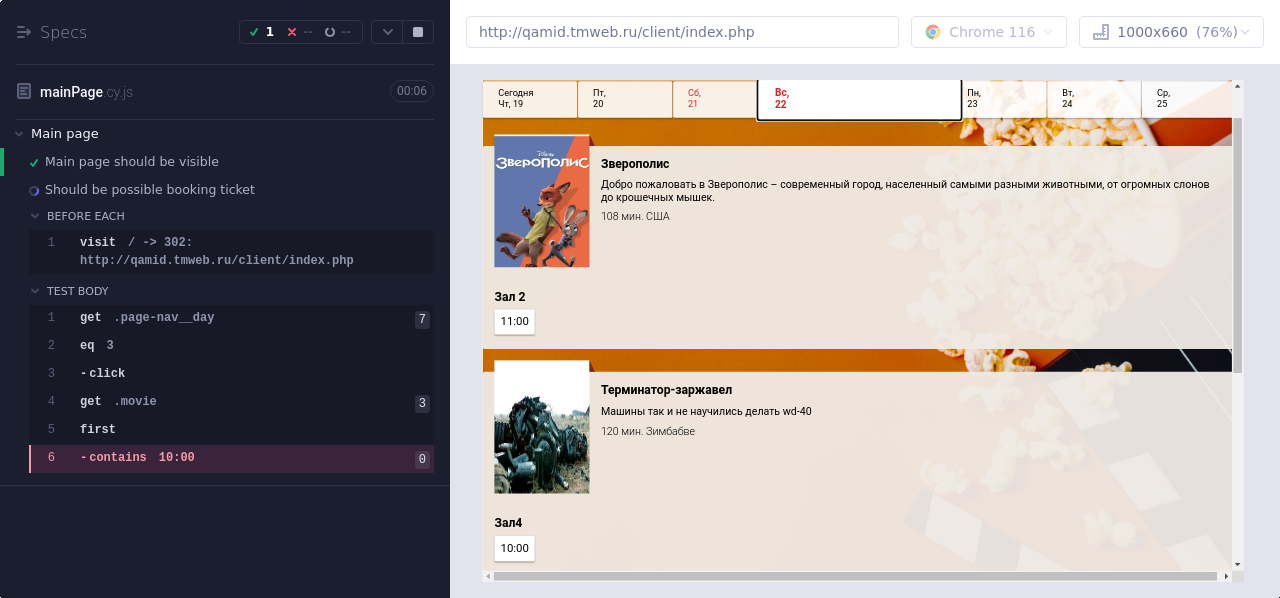 Specs
1
--
--
mainPage.cy.js
00:06
Main page
Main page should be visible
Should be possible booking ticket
BEFORE EACH
1 visit / -> 302:
http://qamid.tmweb.ru/client/index.php
TEST BODY
1 get .page-nav__day 7
2 eq 3
3 -click
4 get .movie 3
5 first
6 -contains 10:00 0
http://qamid.tmweb.ru/client/index.php
Chrome 116
1000x660 (76%)
Сегодня
Чт, 19
Пт,
20
Сб,
21
Вс,
22
Пн,
23
Вт,
24
Ср,
25
Disney
ЗВЕРОПОЛИС
Зверополис
Добро пожаловать в Зверополис – современный город, населенный самыми разными животными, от огромных слонов
до крошечных мышек.
108 мин. США
Зал 2
11:00
Терминатор-заржавел
Машины так и не научились делать wd-40
120 мин. Зимбабве
Зал4
10:00